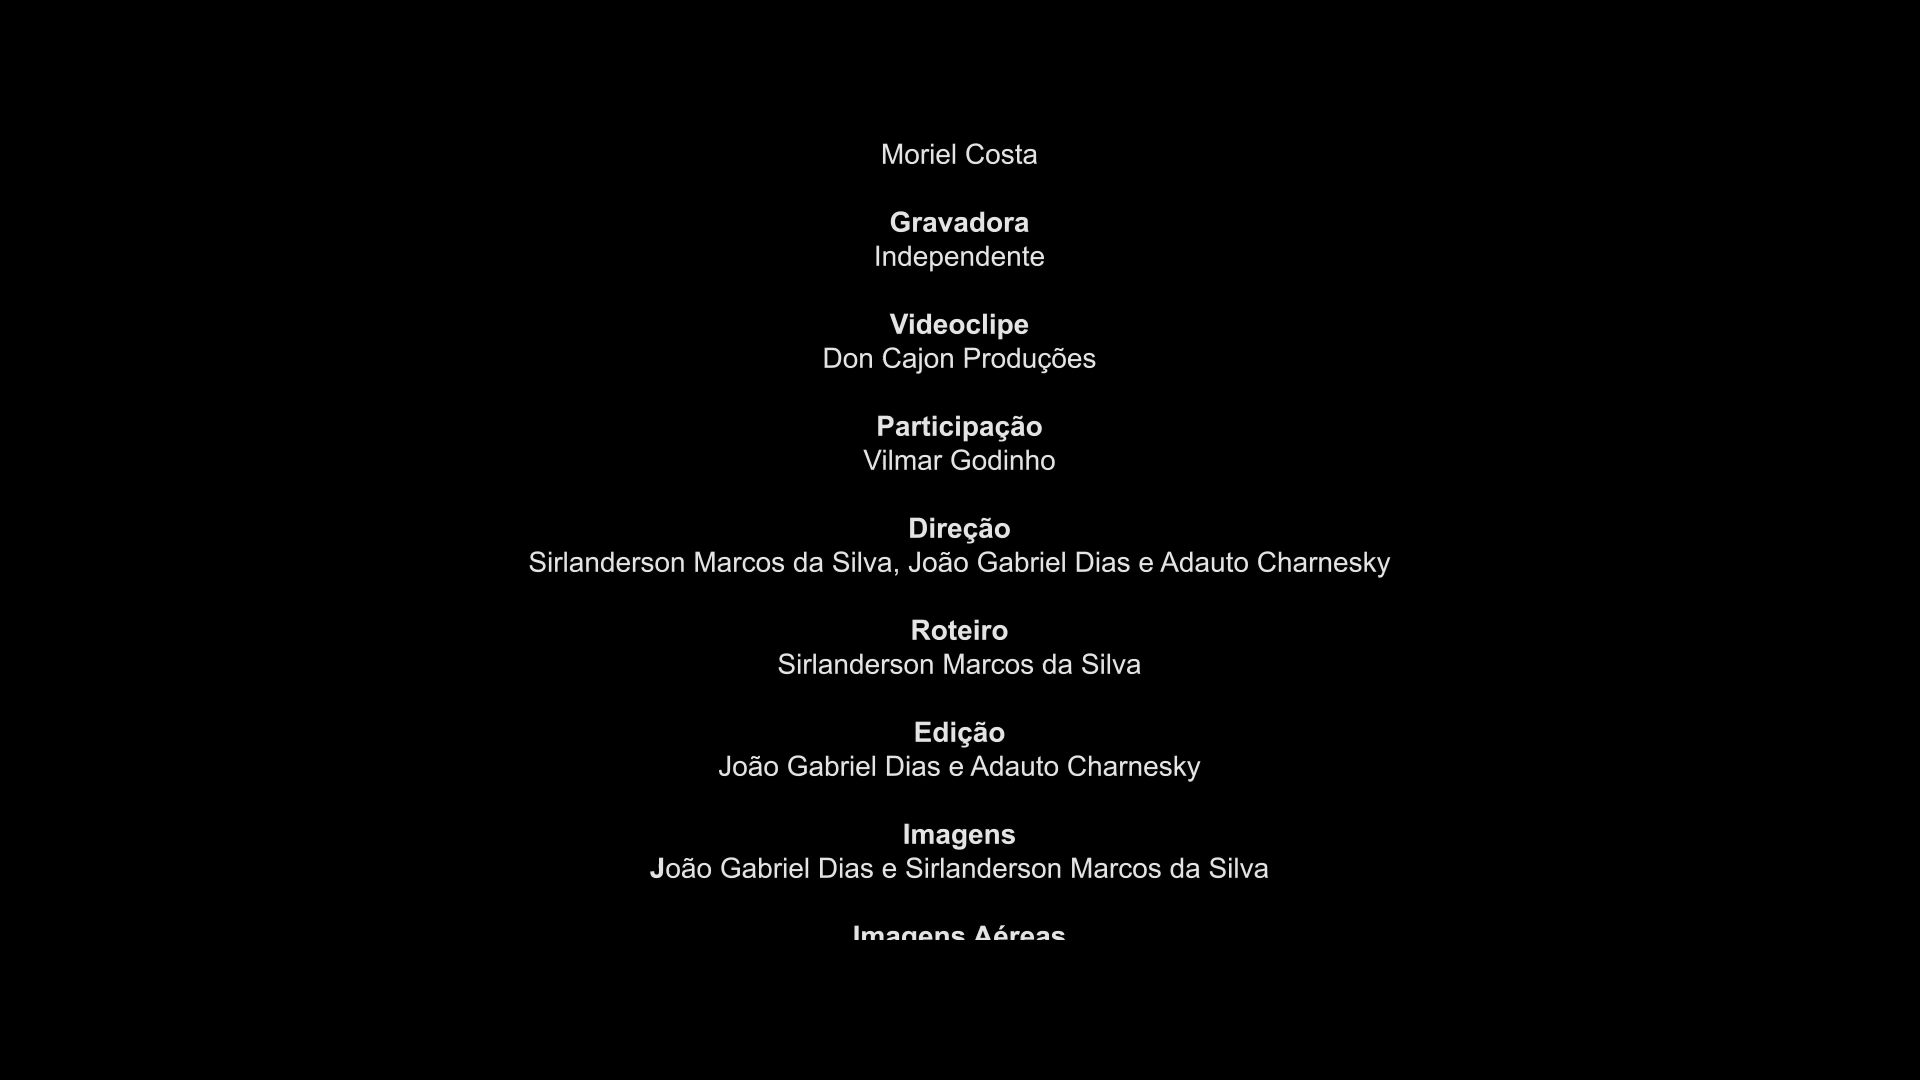 Moriel Costa
Gravadora
Independente
Videoclipe
Don Cajon Produções
Participação
Vilmar Godinho
Direção
Sirlanderson Marcos da Silva, João Gabriel Dias e Adauto Charnesky
Roteiro
Sirlanderson Marcos da Silva
Edição
João Gabriel Dias e Adauto Charnesky
Imagens
João Gabriel Dias e Sirlanderson Marcos da Silva
Imagens Aéreas